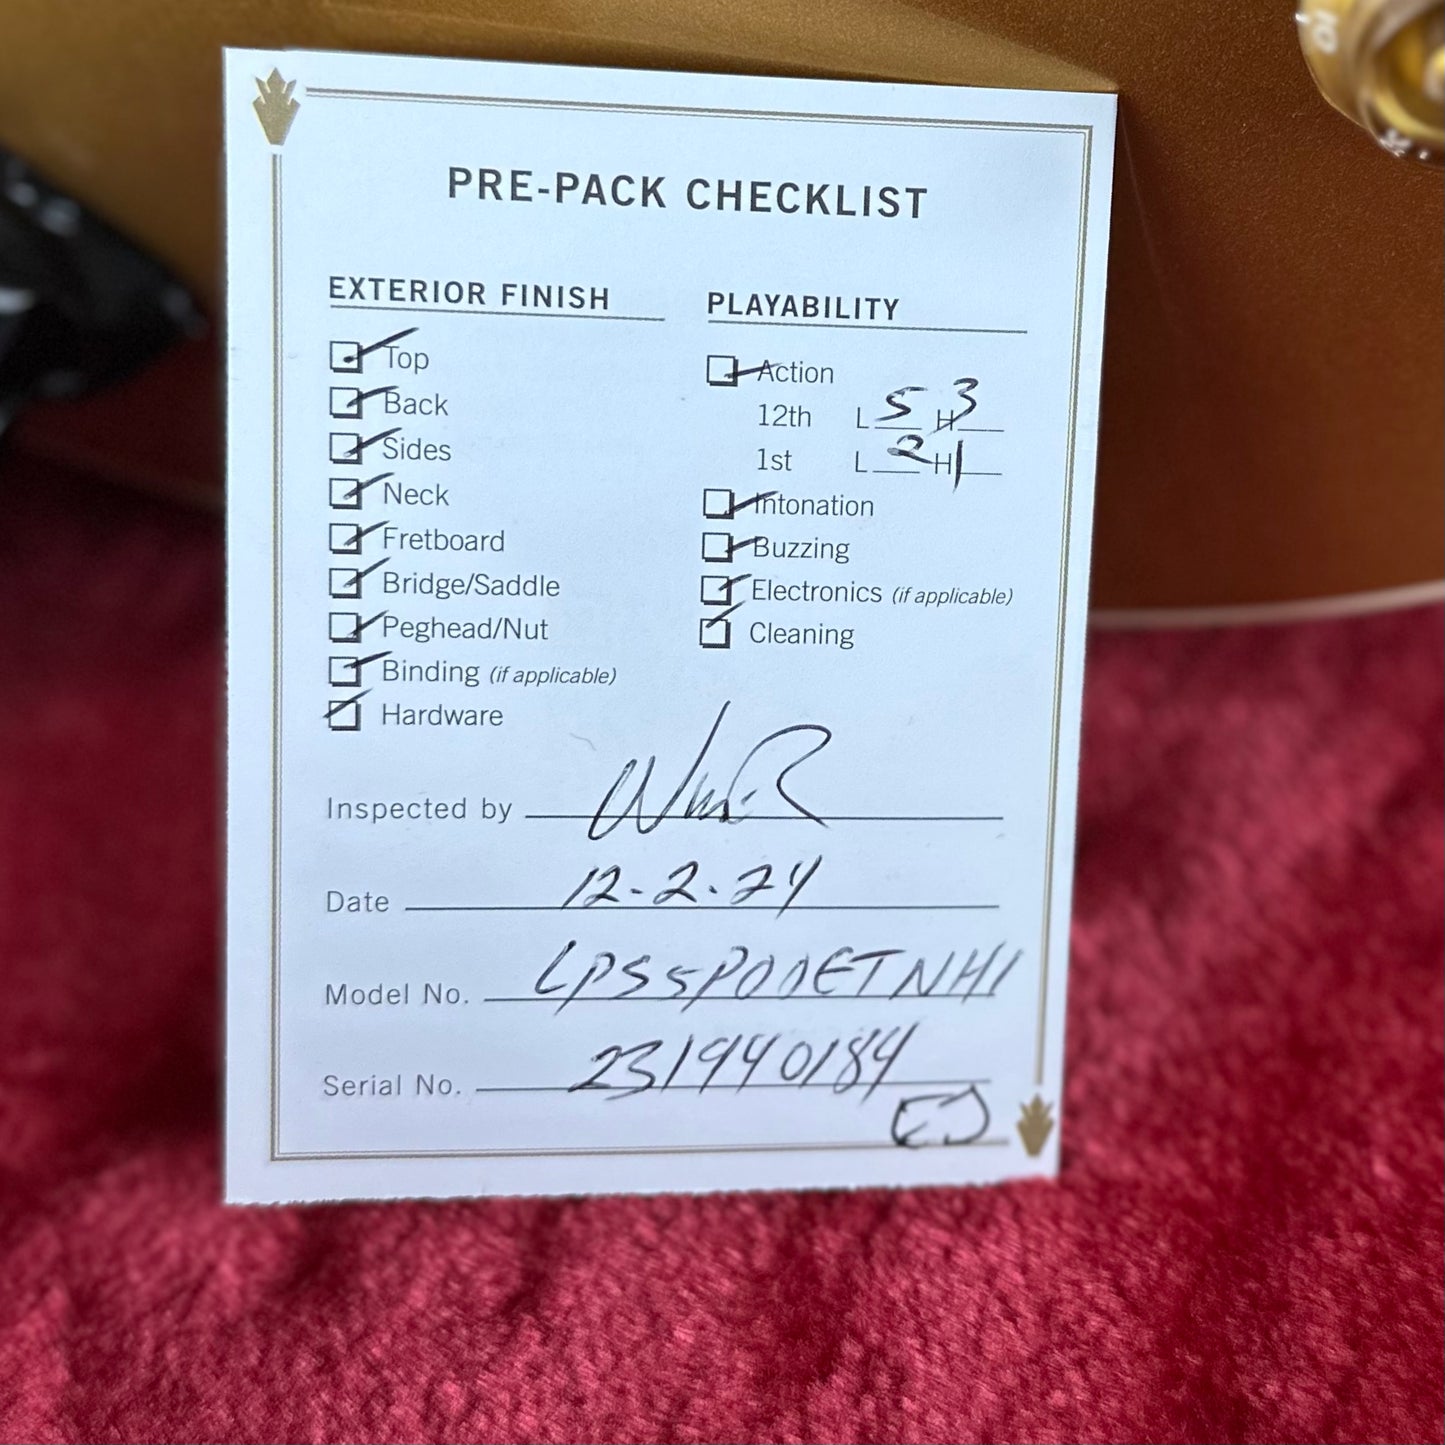 PRE-PACK CHECKLIST
EXTERIOR FINISH
Top
Back
Sides
Neck
Fretboard
Bridge/Saddle
Peghead/Nut
Binding (if applicable)
Hardware
PLAYABILITY
Action
12th L 5 H 3
1st L 2 H 1
Intonation
Buzzing
Electronics (if applicable)
Cleaning
Inspected by
Date 12-2-24
Model No. LPS5P00ETNH1
Serial No. 231940184
EJ